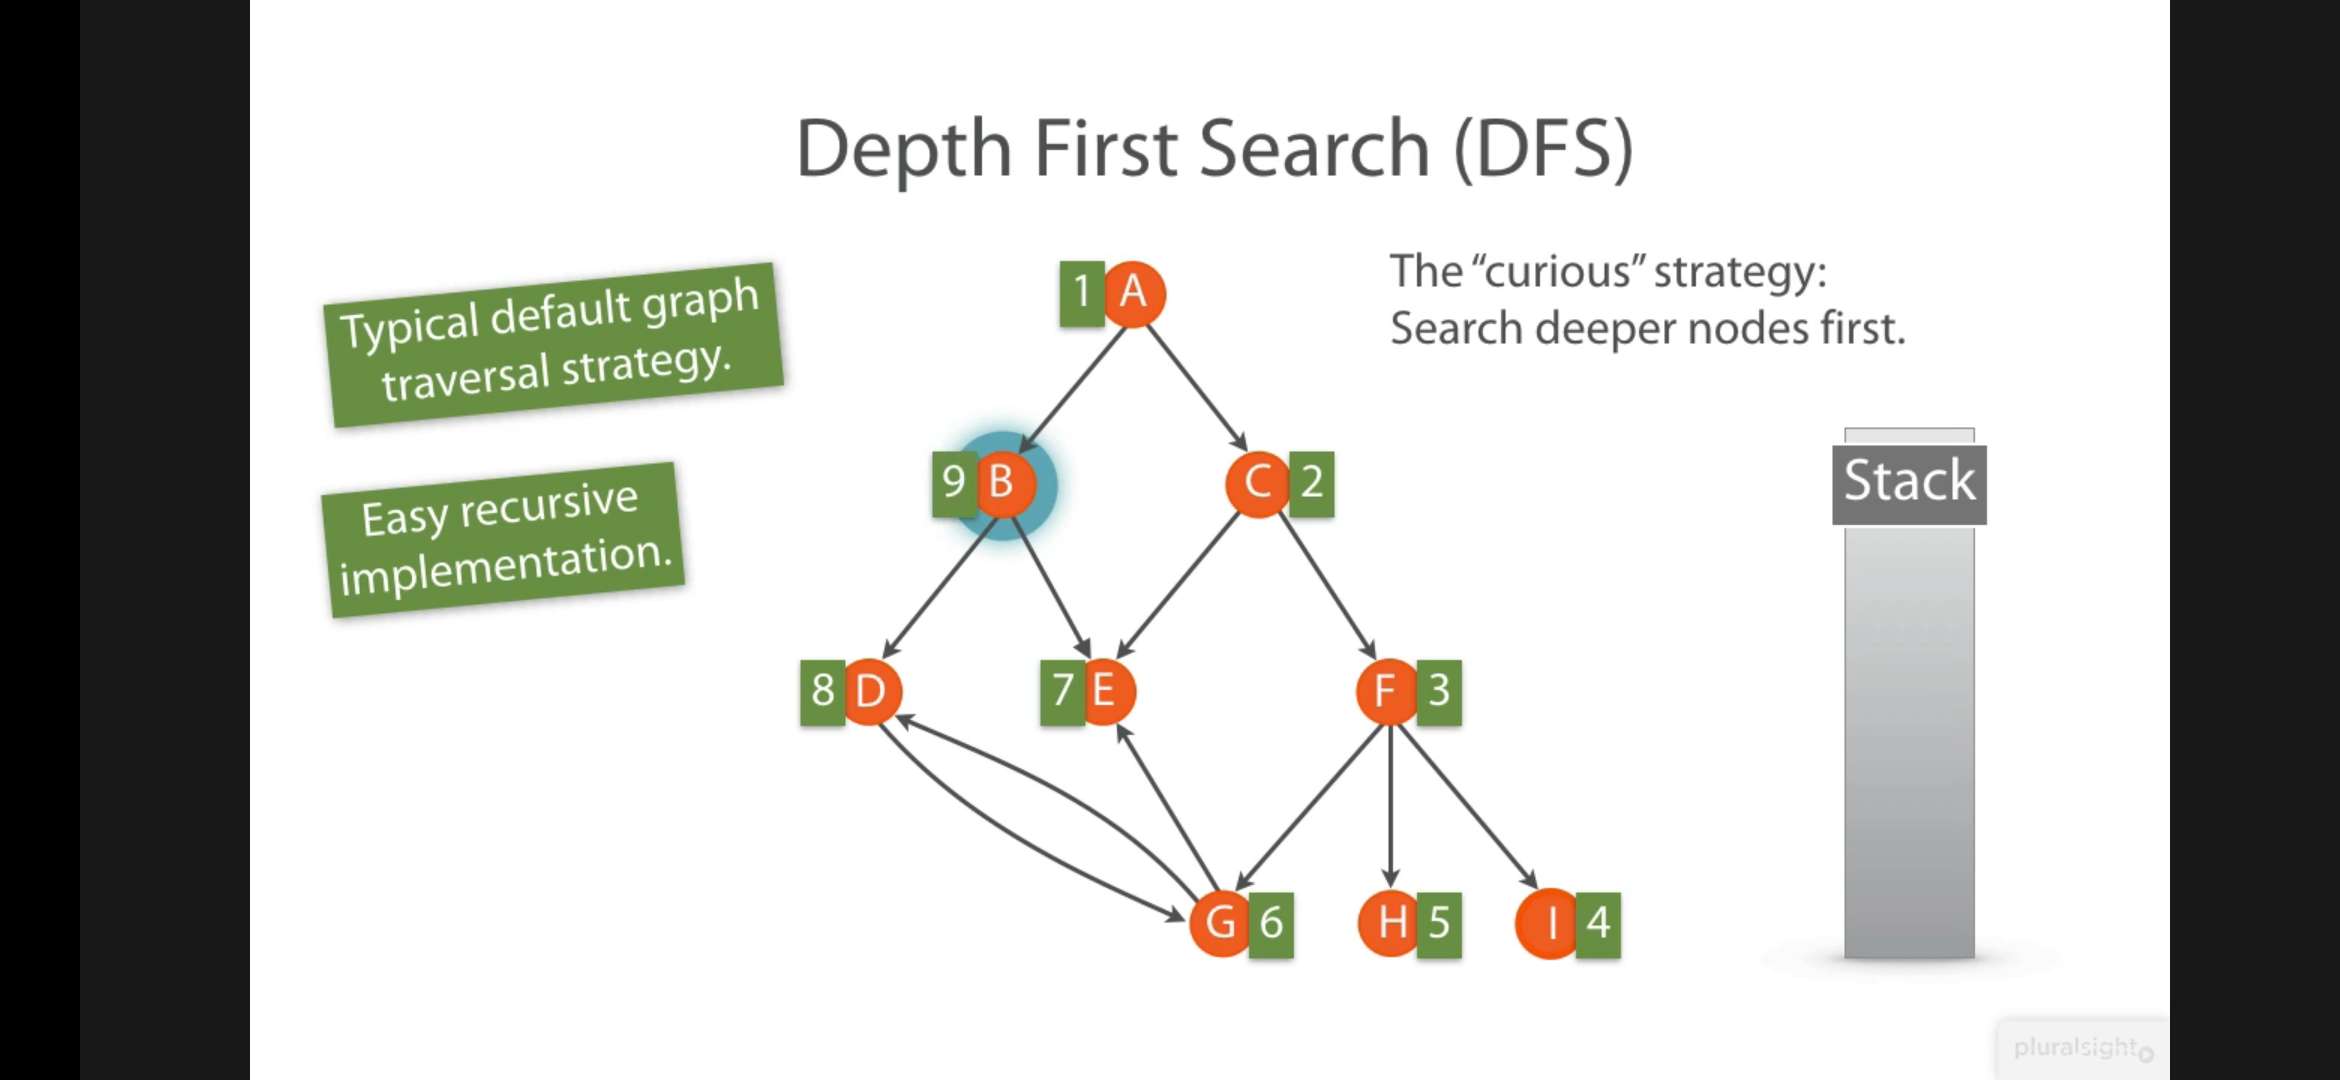 Depth First Search (DFS)
Typical default graph
traversal strategy.
Easy recursive
implementation.
The “curious” strategy:
Search deeper nodes first.
1 A
9 B
C 2
8 D
7 E
F 3
G 6
H 5
I 4
Stack
pluralsight